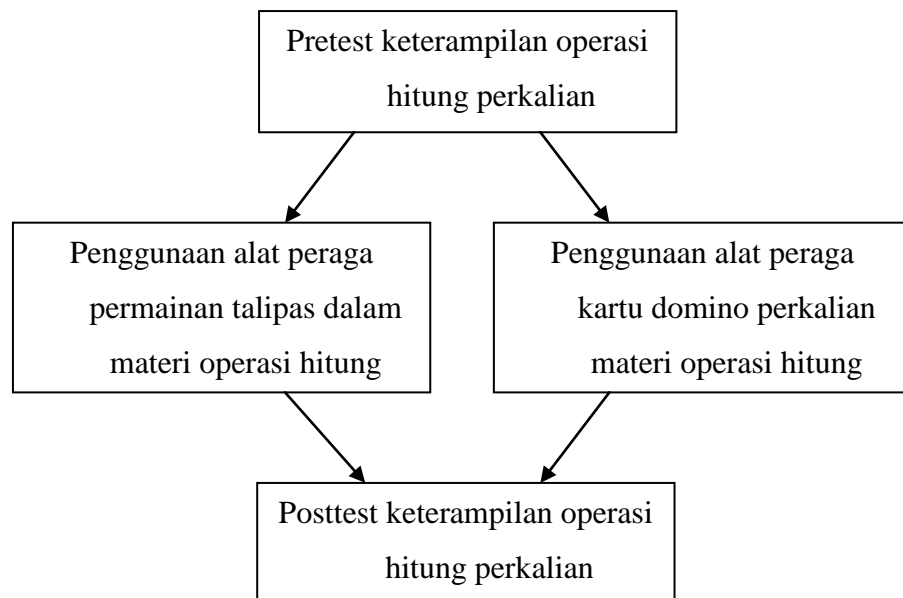 Pretest keterampilan operasi
hitung perkalian
Penggunaan alat peraga
permainan talipas dalam
materi operasi hitung
Penggunaan alat peraga
kartu domino perkalian
materi operasi hitung
Posttest keterampilan operasi
hitung perkalian